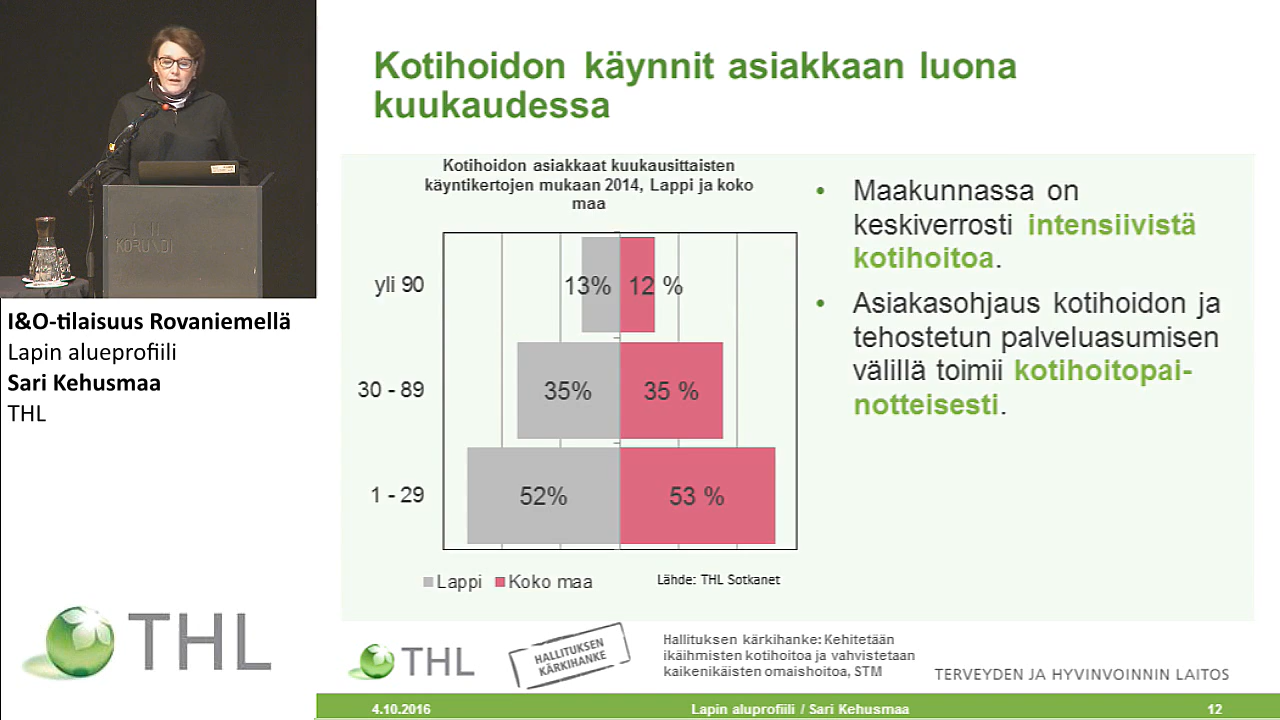 Kotihoidon käynnit asiakkaan luona
kuukaudessa
Kotihoidon asiakkaat kuukausittaisten
käyntikertojen mukaan 2014, Lappi ja koko
maa
yli 90
13%
12 %
30 - 89
35%
35 %
1 - 29
52%
53 %
Lappi
Koko maa
Lähde: THL Sotkanet
• Maakunnassa on
keskiverrosti intensiivistä
kotihoitoa.
• Asiakasohjaus kotihoidon ja
tehostetun palveluasumisen
välillä toimii kotihoitopai-
notteisesti.
KORUNDI
I&O-tilaisuus Rovaniemellä
Lapin alueprofiili
Sari Kehusmaa
THL
THL
THL
HALLITUKSEN
KÄRKIHANKE
Hallituksen kärkihanke: Kehitetään
ikäihmisten kotihoitoa ja vahvistetaan
kaikenikäisten omaishoitoa, STM
TERVEYDEN JA HYVINVOINNIN LAITOS
4.10.2016
Lapin aluprofiili / Sari Kehusmaa
12